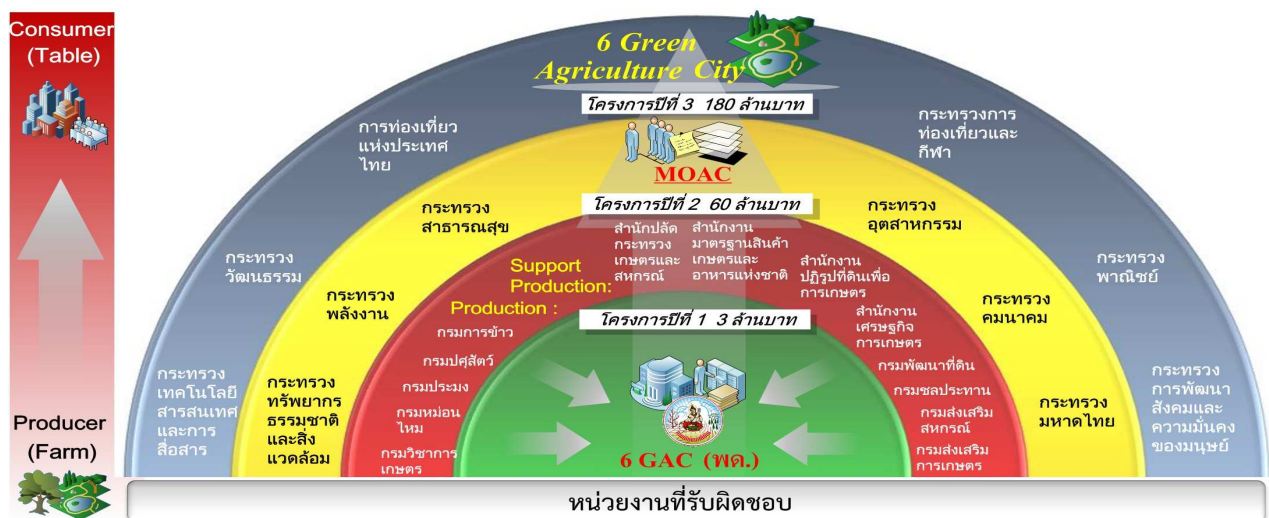 Consumer
(Table)
Producer
(Farm)
6 Green
Agriculture City
โครงการปีที่ 3 180 ล้านบาท
การท่องเที่ยว
แห่งประเทศ
ไทย
กระทรวงการ
ท่องเที่ยวและ
กีฬา
กระทรวง
วัฒนธรรม
กระทรวง
พาณิชย์
กระทรวง
เทคโนโลยี
สารสนเทศ
และการ
สื่อสาร
กระทรวง
การพัฒนา
สังคมและ
ความมั่นคง
ของมนุษย์
MOAC
โครงการปีที่ 2 60 ล้านบาท
กระทรวง
สาธารณสุข
กระทรวง
อุตสาหกรรม
กระทรวง
พลังงาน
กระทรวง
คมนาคม
กระทรวง
ทรัพยากร
ธรรมชาติ
และสิ่ง
แวดล้อม
กระทรวง
มหาดไทย
สำนักปลัด
กระทรวง
เกษตรและ
สหกรณ์
สำนักงาน
มาตรฐานสินค้า
เกษตรและ
อาหารแห่งชาติ
สำนักงาน
ปฏิรูปที่ดินเพื่อ
การเกษตร
สำนักงาน
เศรษฐกิจ
การเกษตร
Support
Production:
Production :
กรมการข้าว
กรมปศุสัตว์
กรมประมง
กรมหม่อน
ไหม
กรมวิชาการ
เกษตร
กรมพัฒนาที่ดิน
กรมชลประทาน
กรมส่งเสริม
สหกรณ์
กรมส่งเสริม
การเกษตร
โครงการปีที่ 1 3 ล้านบาท
6 GAC (พด.)
หน่วยงานที่รับผิดชอบ